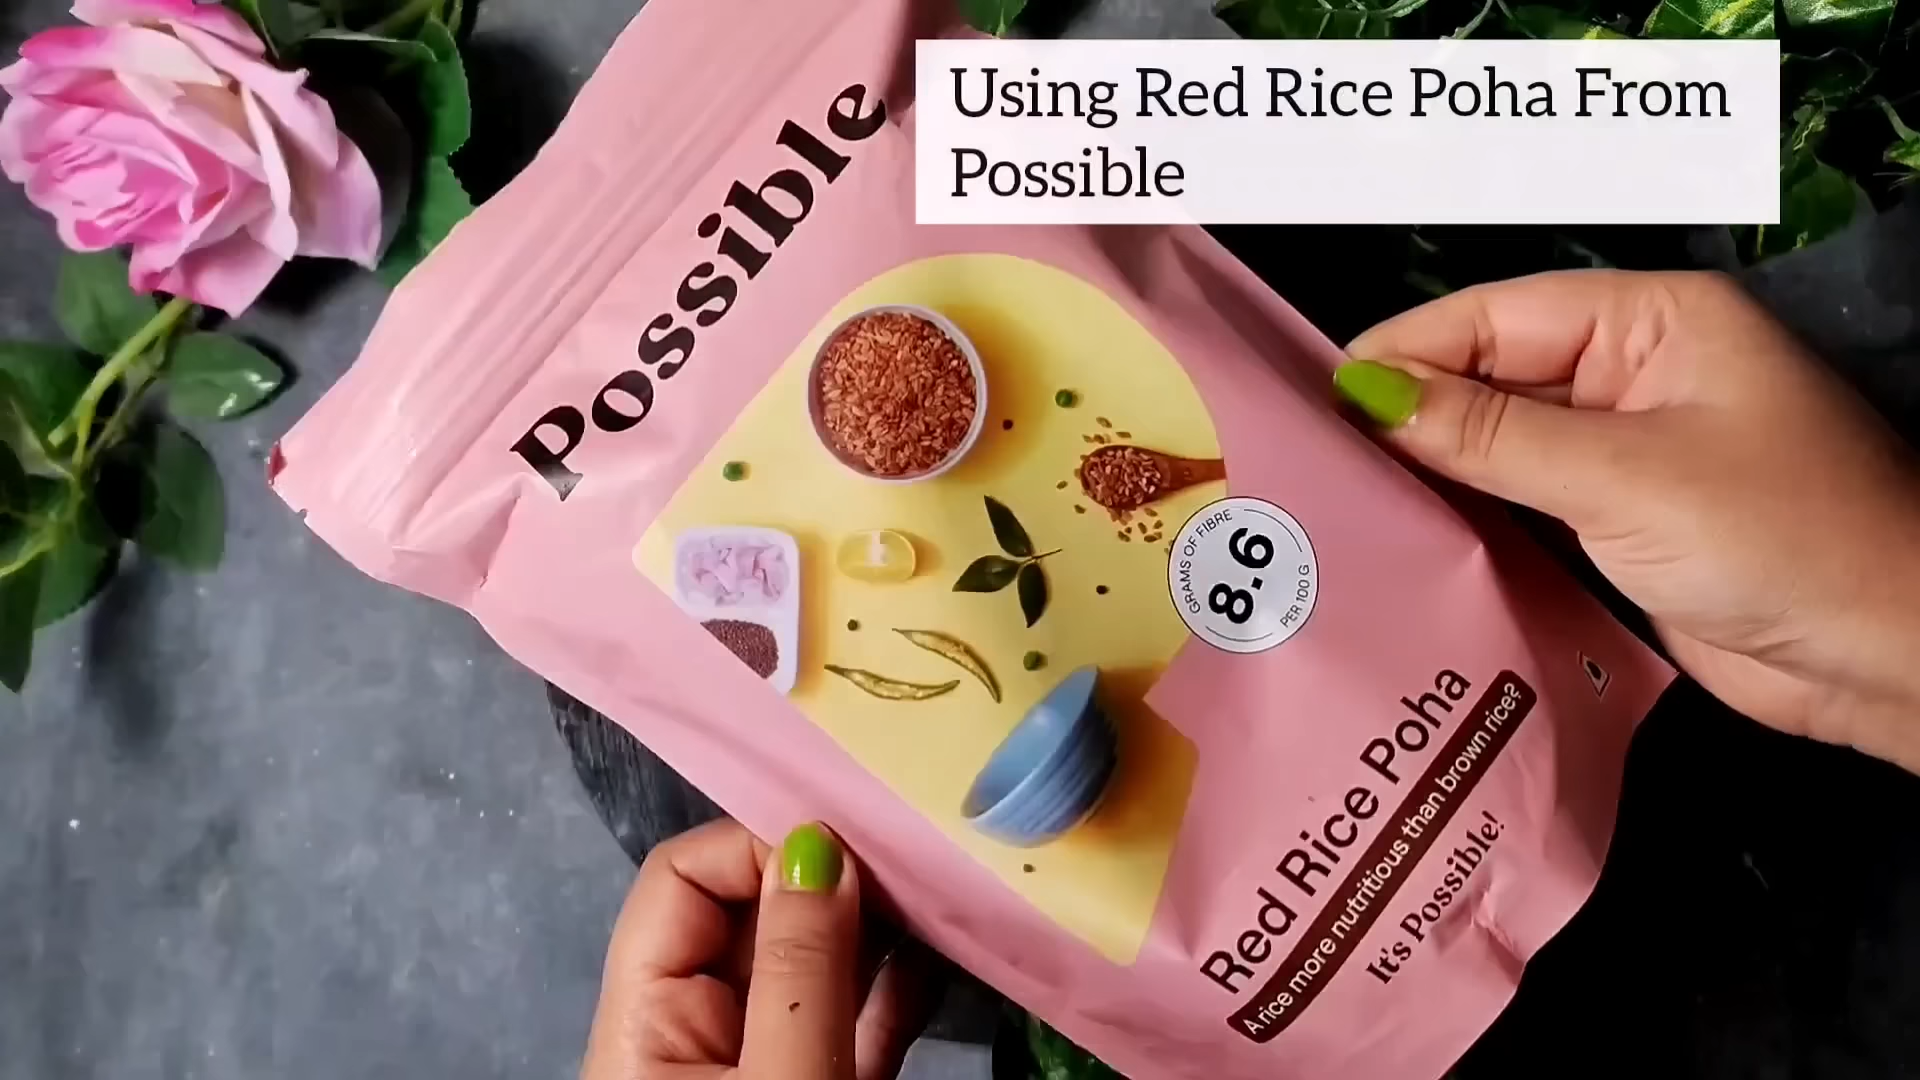 Using Red Rice Poha From
Possible
Possible
GRAMS OF FIBRE
8.6
PER 100 G
Red Rice Poha
A rice more nutritious than brown rice?
It's Possible!